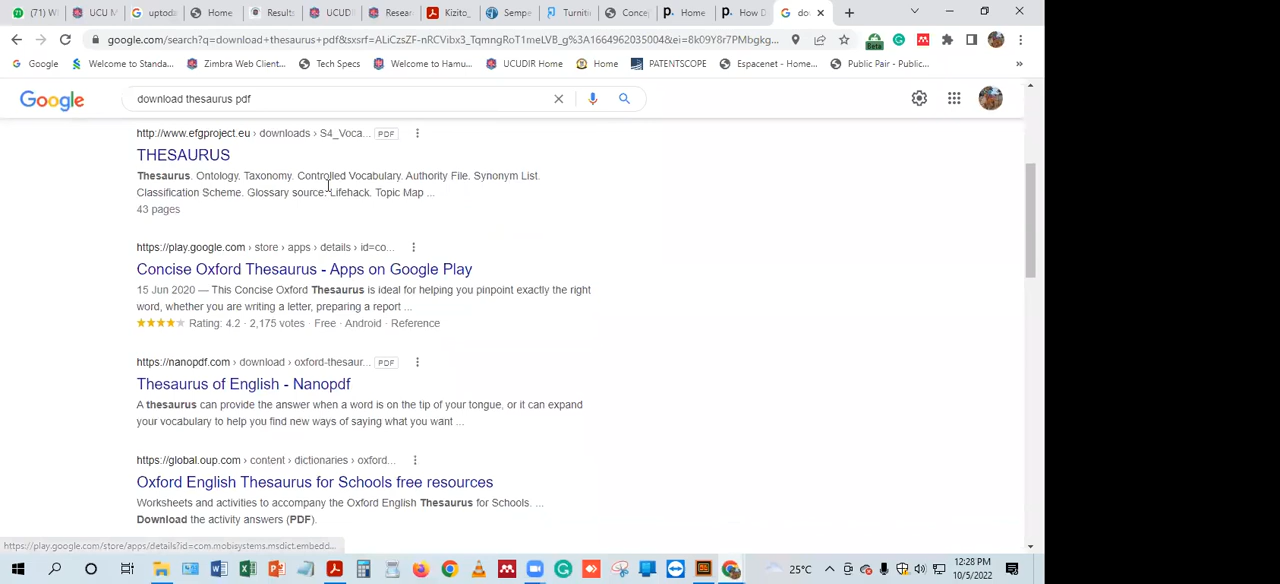 (71) W
UCU M
uptoda
Home
Results
UCUDI
Resear
Kizito_
Sempe
Turniti
Concep
Home
How D
do
google.com/search?q=download+thesaurus+pdf&sxsrf=ALiCzsZF-nRCVibx3_TqmngRoT1meLVB_g%3A1664962035004&ei=8k09Y8r7PMbgkg...
Beta
Google
Welcome to Standa...
Zimbra Web Client...
Tech Specs
Welcome to Hamu...
UCUDIR Home
Home
PATENTSCOPE
Espacenet - Home...
Public Pair - Public...
»
Google
download thesaurus pdf
http://www.efgproject.eu › downloads › S4_Voca... PDF
THESAURUS
Thesaurus. Ontology. Taxonomy. Controlled Vocabulary. Authority File. Synonym List.
Classification Scheme. Glossary source: Lifehack. Topic Map ...
43 pages
https://play.google.com › store › apps › details › id=co...
Concise Oxford Thesaurus - Apps on Google Play
15 Jun 2020 — This Concise Oxford Thesaurus is ideal for helping you pinpoint exactly the right
word, whether you are writing a letter, preparing a report ...
Rating: 4.2 · 2,175 votes · Free · Android · Reference
https://nanopdf.com › download › oxford-thesaur... PDF
Thesaurus of English - Nanopdf
A thesaurus can provide the answer when a word is on the tip of your tongue, or it can expand
your vocabulary to help you find new ways of saying what you want ...
https://global.oup.com › content › dictionaries › oxford...
Oxford English Thesaurus for Schools free resources
Worksheets and activities to accompany the Oxford English Thesaurus for Schools. ...
Download the activity answers (PDF).
https://play.google.com/store/apps/details?id=com.mobisystems.msdict.embedd...
25°C
12:28 PM
10/5/2022